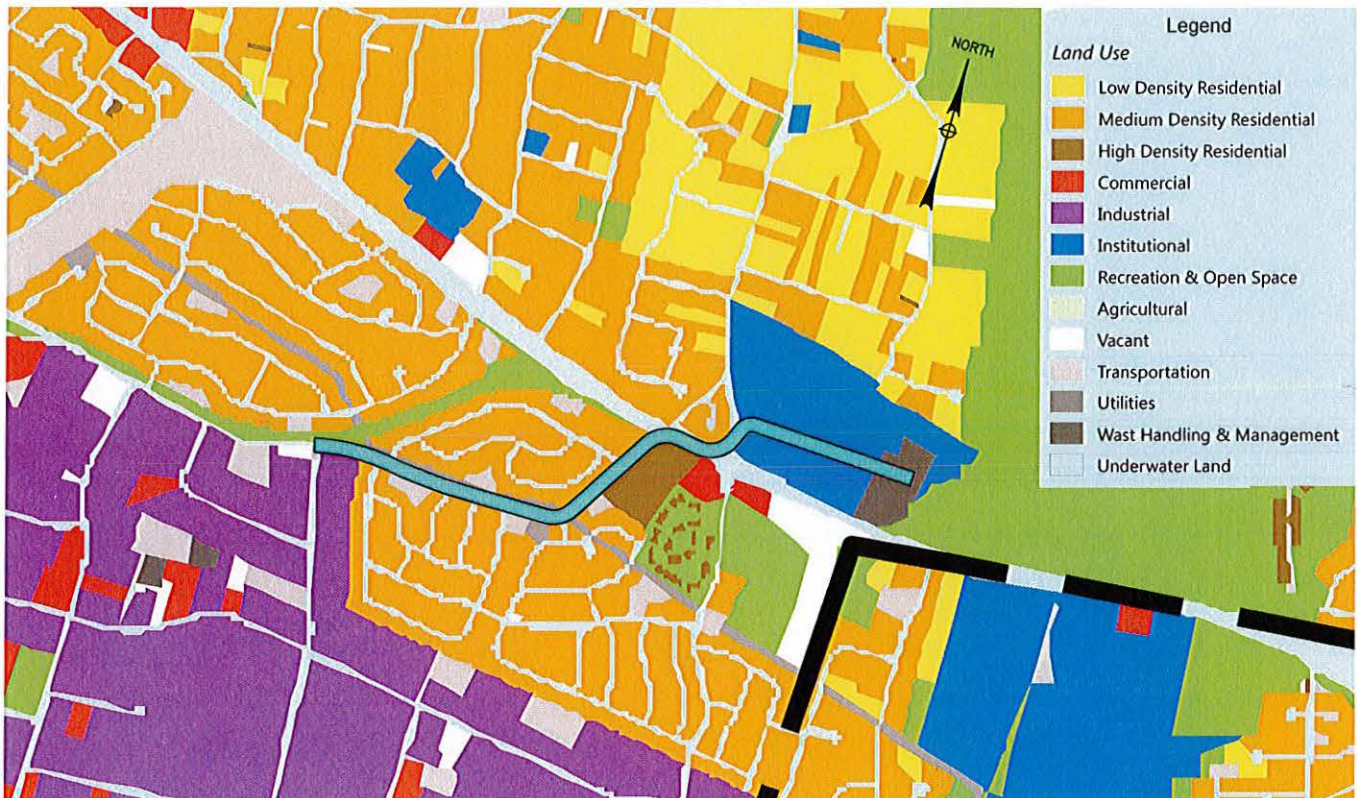 NORTH
Legend
Land Use
Low Density Residential
Medium Density Residential
High Density Residential
Commercial
Industrial
Institutional
Recreation & Open Space
Agricultural
Vacant
Transportation
Utilities
Wast Handling & Management
Underwater Land